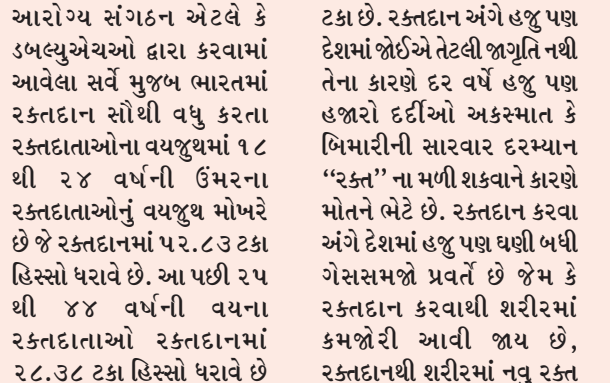 આરોગ્ય સંગઠન એટલે કે
ડબલ્યુએચઓ દ્વારા કરવામાં
આવેલા સર્વે મુજબ ભારતમાં
રક્તદાન સૌથી વધુ કરતા
રક્તદાતાઓના વયજુથમાં ૧૮
થી ૨૪ વર્ષની ઉંમરના
રક્તદાતાઓનું વયજુથ મોખરે
છે જે રક્તદાનમાં ૫૨.૮૩ ટકા
હિસ્સો ધરાવે છે. આ પછી ૨૫
થી ૪૪ વર્ષની વયના
રક્તદાતાઓ રક્તદાનમાં
૨૮.૩૮ ટકા હિસ્સો ધરાવે છે
ટકા છે. રક્તદાન અંગે હજુ પણ
દેશમાં જોઈએ તેટલી જાગૃતિ નથી
તેના કારણે દર વર્ષે હજુ પણ
હજારો દર્દીઓ અકસ્માત કે
બિમારીની સારવાર દરમ્યાન
‘‘રક્ત’’ ના મળી શકવાને કારણે
મોતને ભેટે છે. રક્તદાન કરવા
અંગે દેશમાં હજુ પણ ઘણી બધી
ગેસસમજો પ્રવર્તે છે જેમ કે
રક્તદાન કરવાથી શરીરમાં
કમજોરી આવી જાય છે,
રક્તદાનથી શરીરમાં નવુ રક્ત